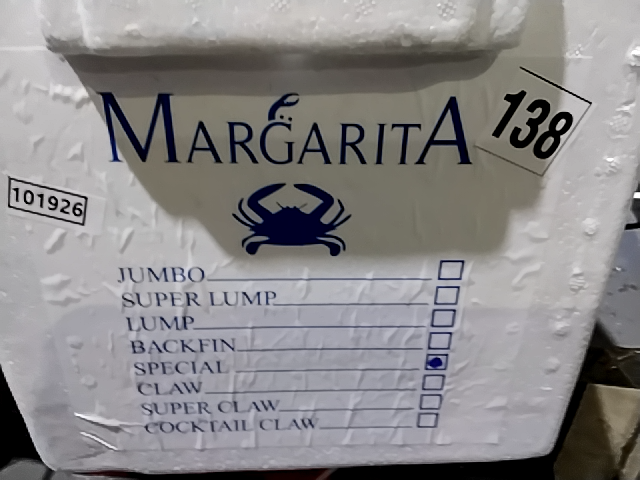 MARGARITA
138
101926
JUMBO
SUPER LUMP
LUMP
BACKFIN
SPECIAL
CLAW
SUPER CLAW
COCKTAIL CLAW